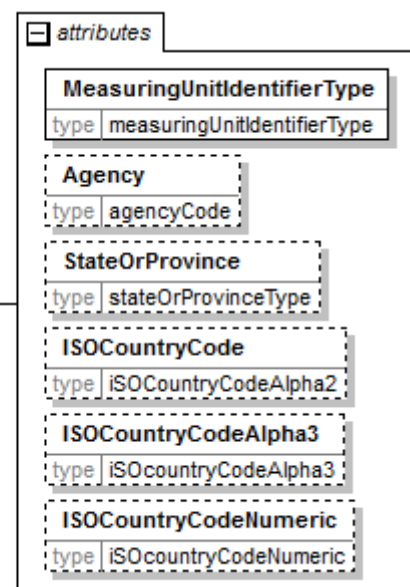 attributes
MeasuringUnitIdentifierType
type measuringUnitIdentifierType
Agency
type agencyCode
StateOrProvince
type stateOrProvinceType
ISOCountryCode
type iSOCountryCodeAlpha2
ISOCountryCodeAlpha3
type iSOcountryCodeAlpha3
ISOCountryCodeNumeric
type iSOcountryCodeNumeric